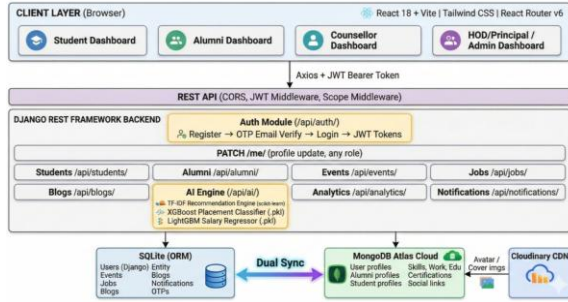 CLIENT LAYER (Browser)
React 18 + Vite | Tailwind CSS | React Router v6
Student Dashboard
Alumni Dashboard
Counsellor
Dashboard
HOD/Principal /
Admin Dashboard
Axios + JWT Bearer Token
REST API (CORS, JWT Middleware, Scope Middleware)
DJANGO REST FRAMEWORK BACKEND
Auth Module (/api/auth/)
Register → OTP Email Verify → Login → JWT Tokens
PATCH /me/ (profile update, any role)
Students /api/students/
Alumni /api/alumni/
Events /api/events/
Jobs /api/jobs/
Blogs /api/blogs/
AI Engine (/api/ai/)
TF-IDF Recommendation Engine (scikit-learn)
XGBoost Placement Classifier (.pkl)
LightGBM Salary Regressor (.pkl)
Analytics /api/analytics/
Notifications /api/notifications/
SQLite (ORM)
Users (Django) Entity
Events Blogs
Jobs Notifications
Blogs OTPs
Dual Sync
MongoDB Atlas Cloud
User profiles Skills, Work, Edu
Alumni profiles Certifications
Student profiles Social links
Avatar /
Cover imgs
Cloudinary CDN